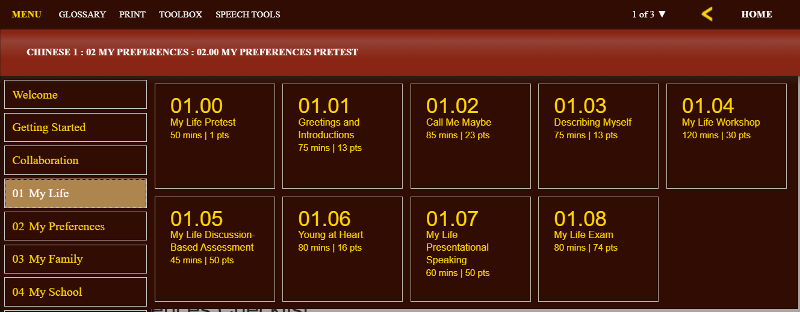 MENU GLOSSARY PRINT TOOLBOX SPEECH TOOLS 1 of 3 ▼ HOME
CHINESE 1 : 02 MY PREFERENCES : 02.00 MY PREFERENCES PRETEST
Welcome
Getting Started
Collaboration
01 My Life
02 My Preferences
03 My Family
04 My School
01.00
My Life Pretest
50 mins | 1 pts
01.01
Greetings and
Introductions
75 mins | 13 pts
01.02
Call Me Maybe
85 mins | 23 pts
01.03
Describing Myself
75 mins | 13 pts
01.04
My Life Workshop
120 mins | 30 pts
01.05
My Life Discussion-
Based Assessment
45 mins | 50 pts
01.06
Young at Heart
80 mins | 16 pts
01.07
My Life
Presentational
Speaking
60 mins | 50 pts
01.08
My Life Exam
80 mins | 74 pts